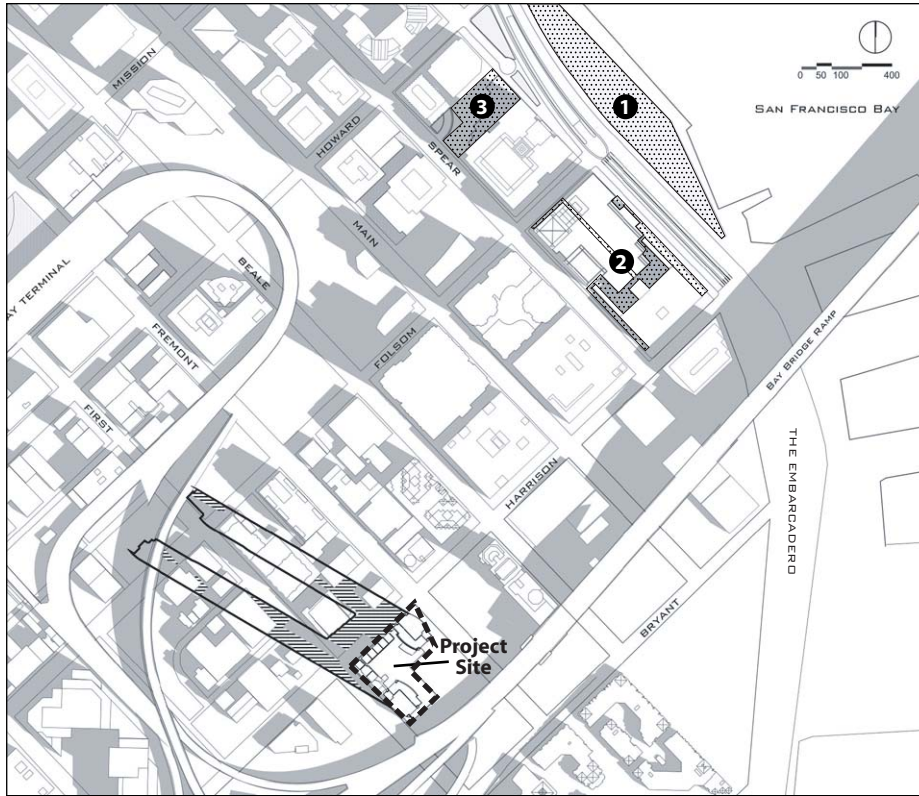 MISSION
HOWARD
SPEAR
MAIN
3
1
0 50 100 400
SAN FRANCISCO BAY
2
AY TERMINAL
BEALE
FREMONT
FIRST
FOLSOM
HARRISON
BAY BRIDGE RAMP
THE EMBARCADERO
BRYANT
Project
Site